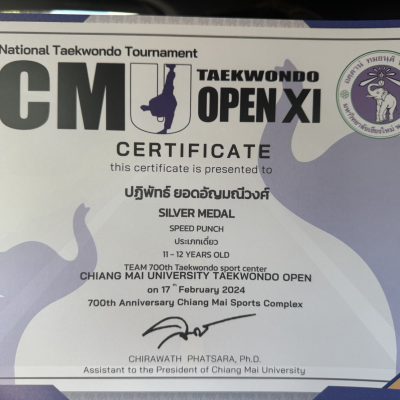 National Taekwondo Tournament
CMU TAEKWONDO
OPEN XI
CERTIFICATE
this certificate is presented to
ปฏิพัทธ์ ยอดอัญมณีวงศ์
SILVER MEDAL
SPEED PUNCH
ประเภทเดี่ยว
11 - 12 YEARS OLD
TEAM 700th Taekwondo sport center
CHIANG MAI UNIVERSITY TAEKWONDO OPEN
on 17th February 2024
700th Anniversary Chiang Mai Sports Complex
CHIRAWATH PHATSARA, Ph.D.
Assistant to the President of Chiang Mai University